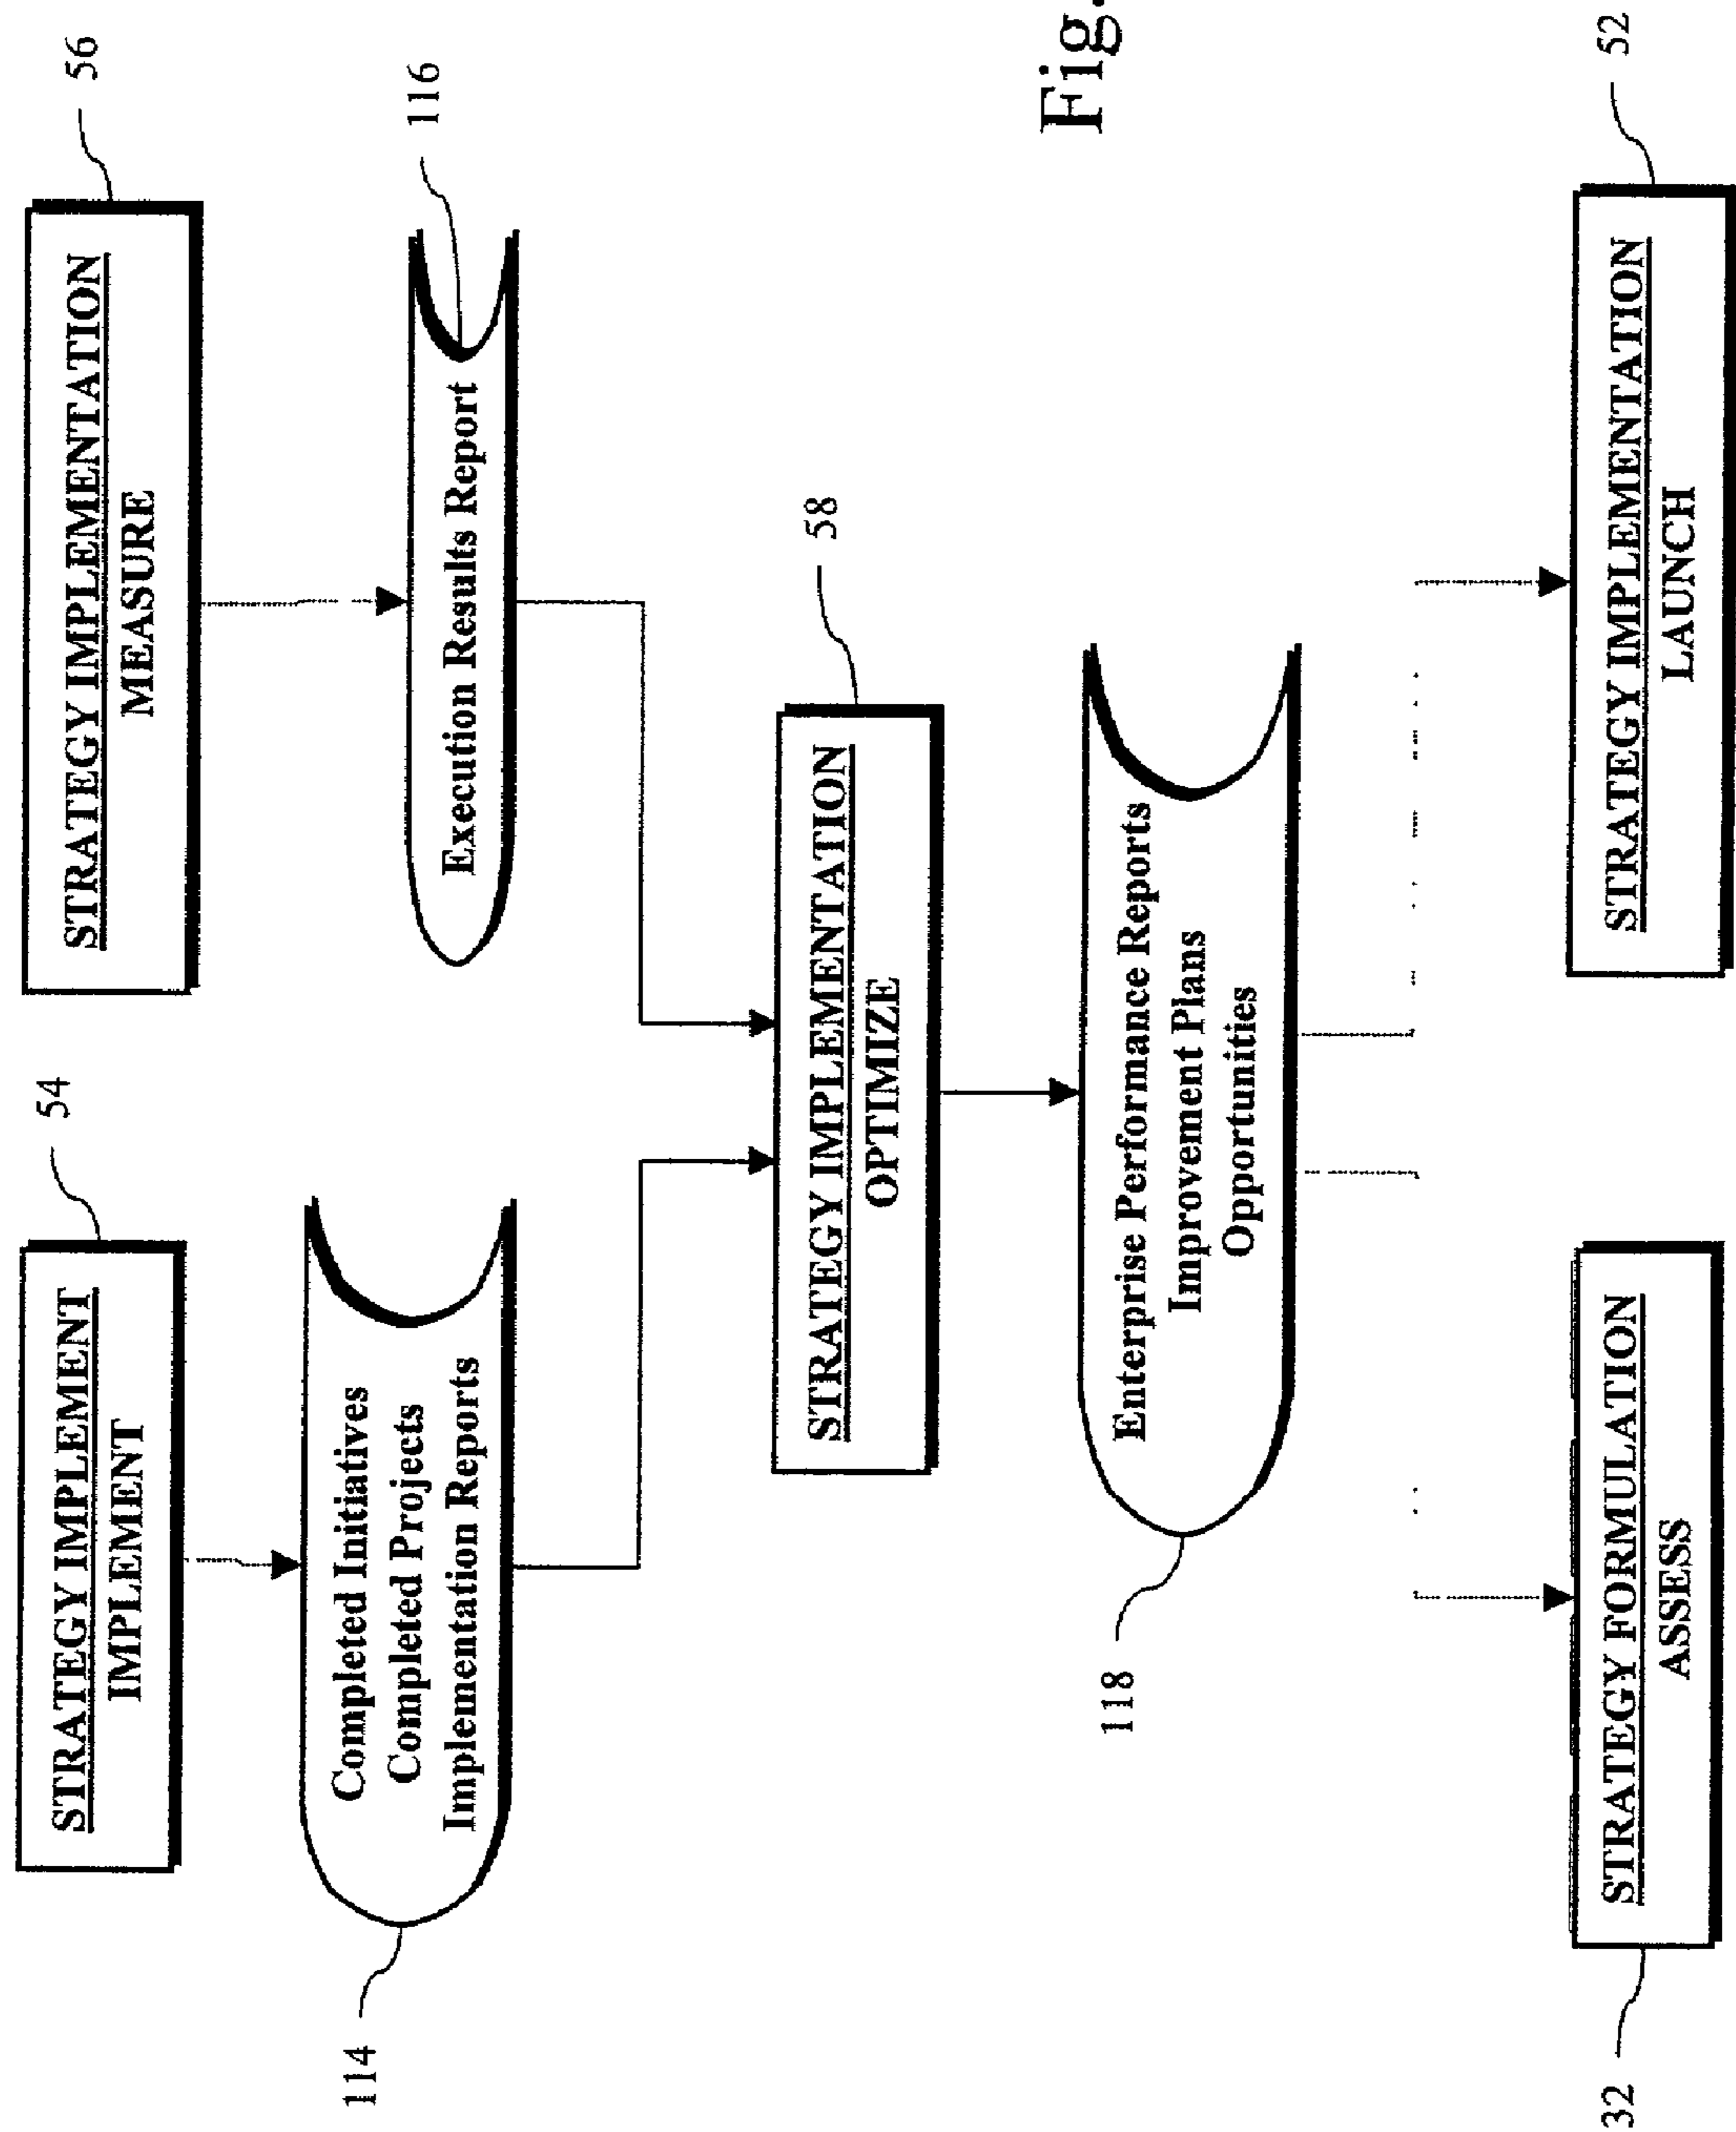 54
STRATEGY IMPLEMENT
IMPLEMENT
56
STRATEGY IMPLEMENTATION
MEASURE
114
Completed Initiatives
Completed Projects
Implementation Reports
116
Execution Results Report
58
STRATEGY IMPLEMENTATION
OPTIMIZE
118
Enterprise Performance Reports
Improvement Plans
Opportunities
Fig.
32
STRATEGY FORMULATION
ASSESS
52
STRATEGY IMPLEMENTATION
LAUNCH